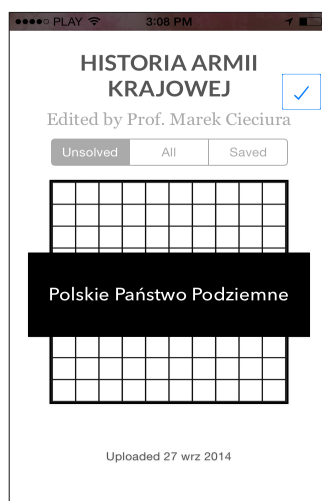 PLAY 3:08 PM
HISTORIA ARMII
KRAJOWEJ
Edited by Prof. Marek Cieciura
Unsolved All Saved
Polskie Państwo Podziemne
Uploaded 27 wrz 2014